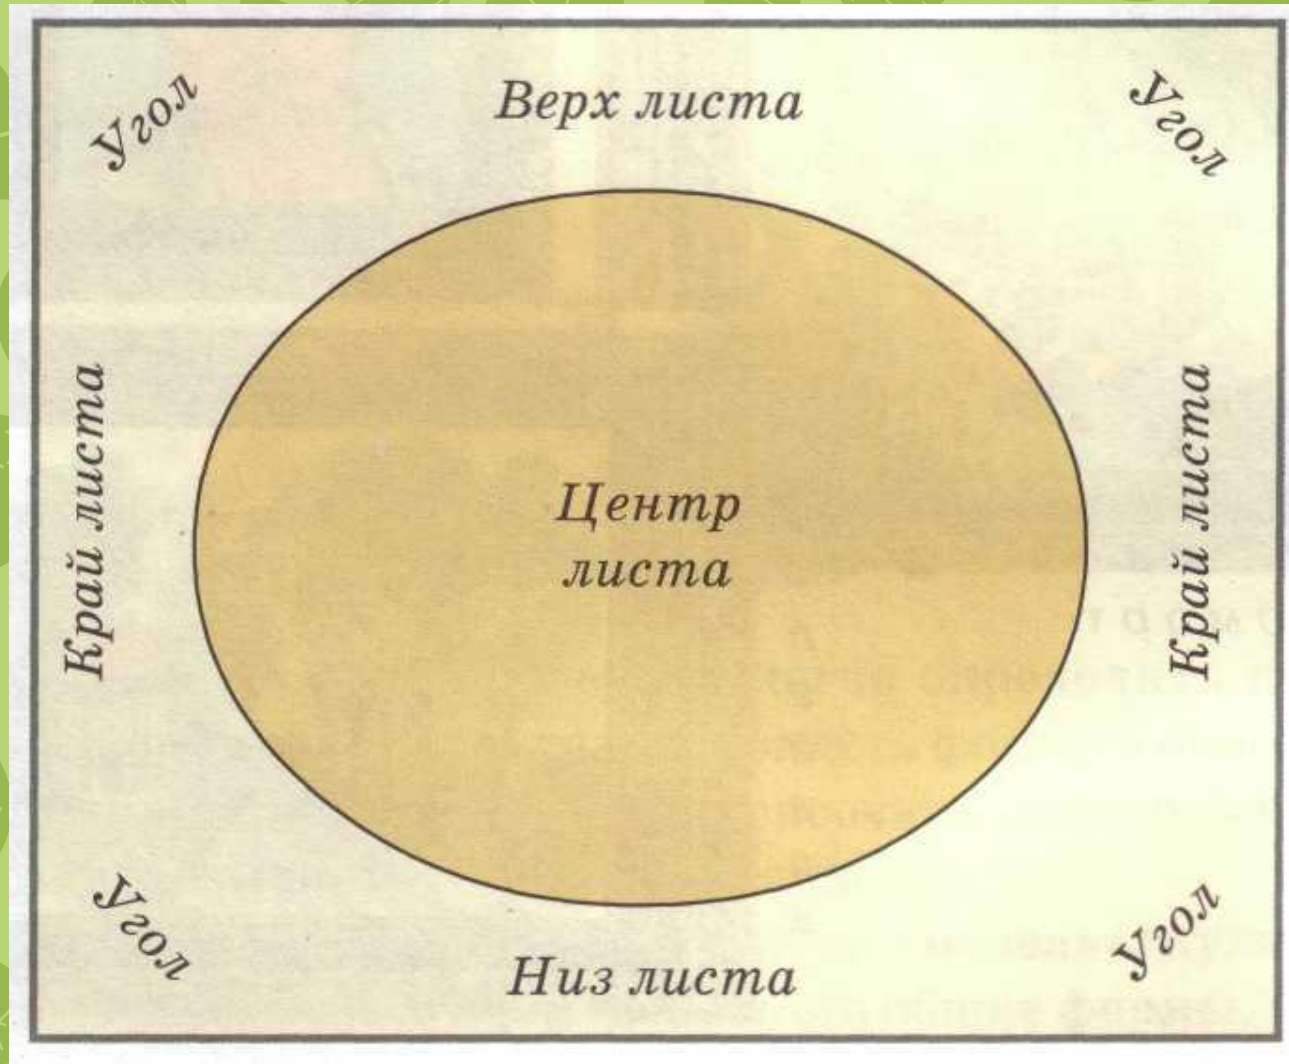 Угол
Верх листа
Угол
Край листа
Центр
листа
Край листа
Угол
Низ листа
Угол